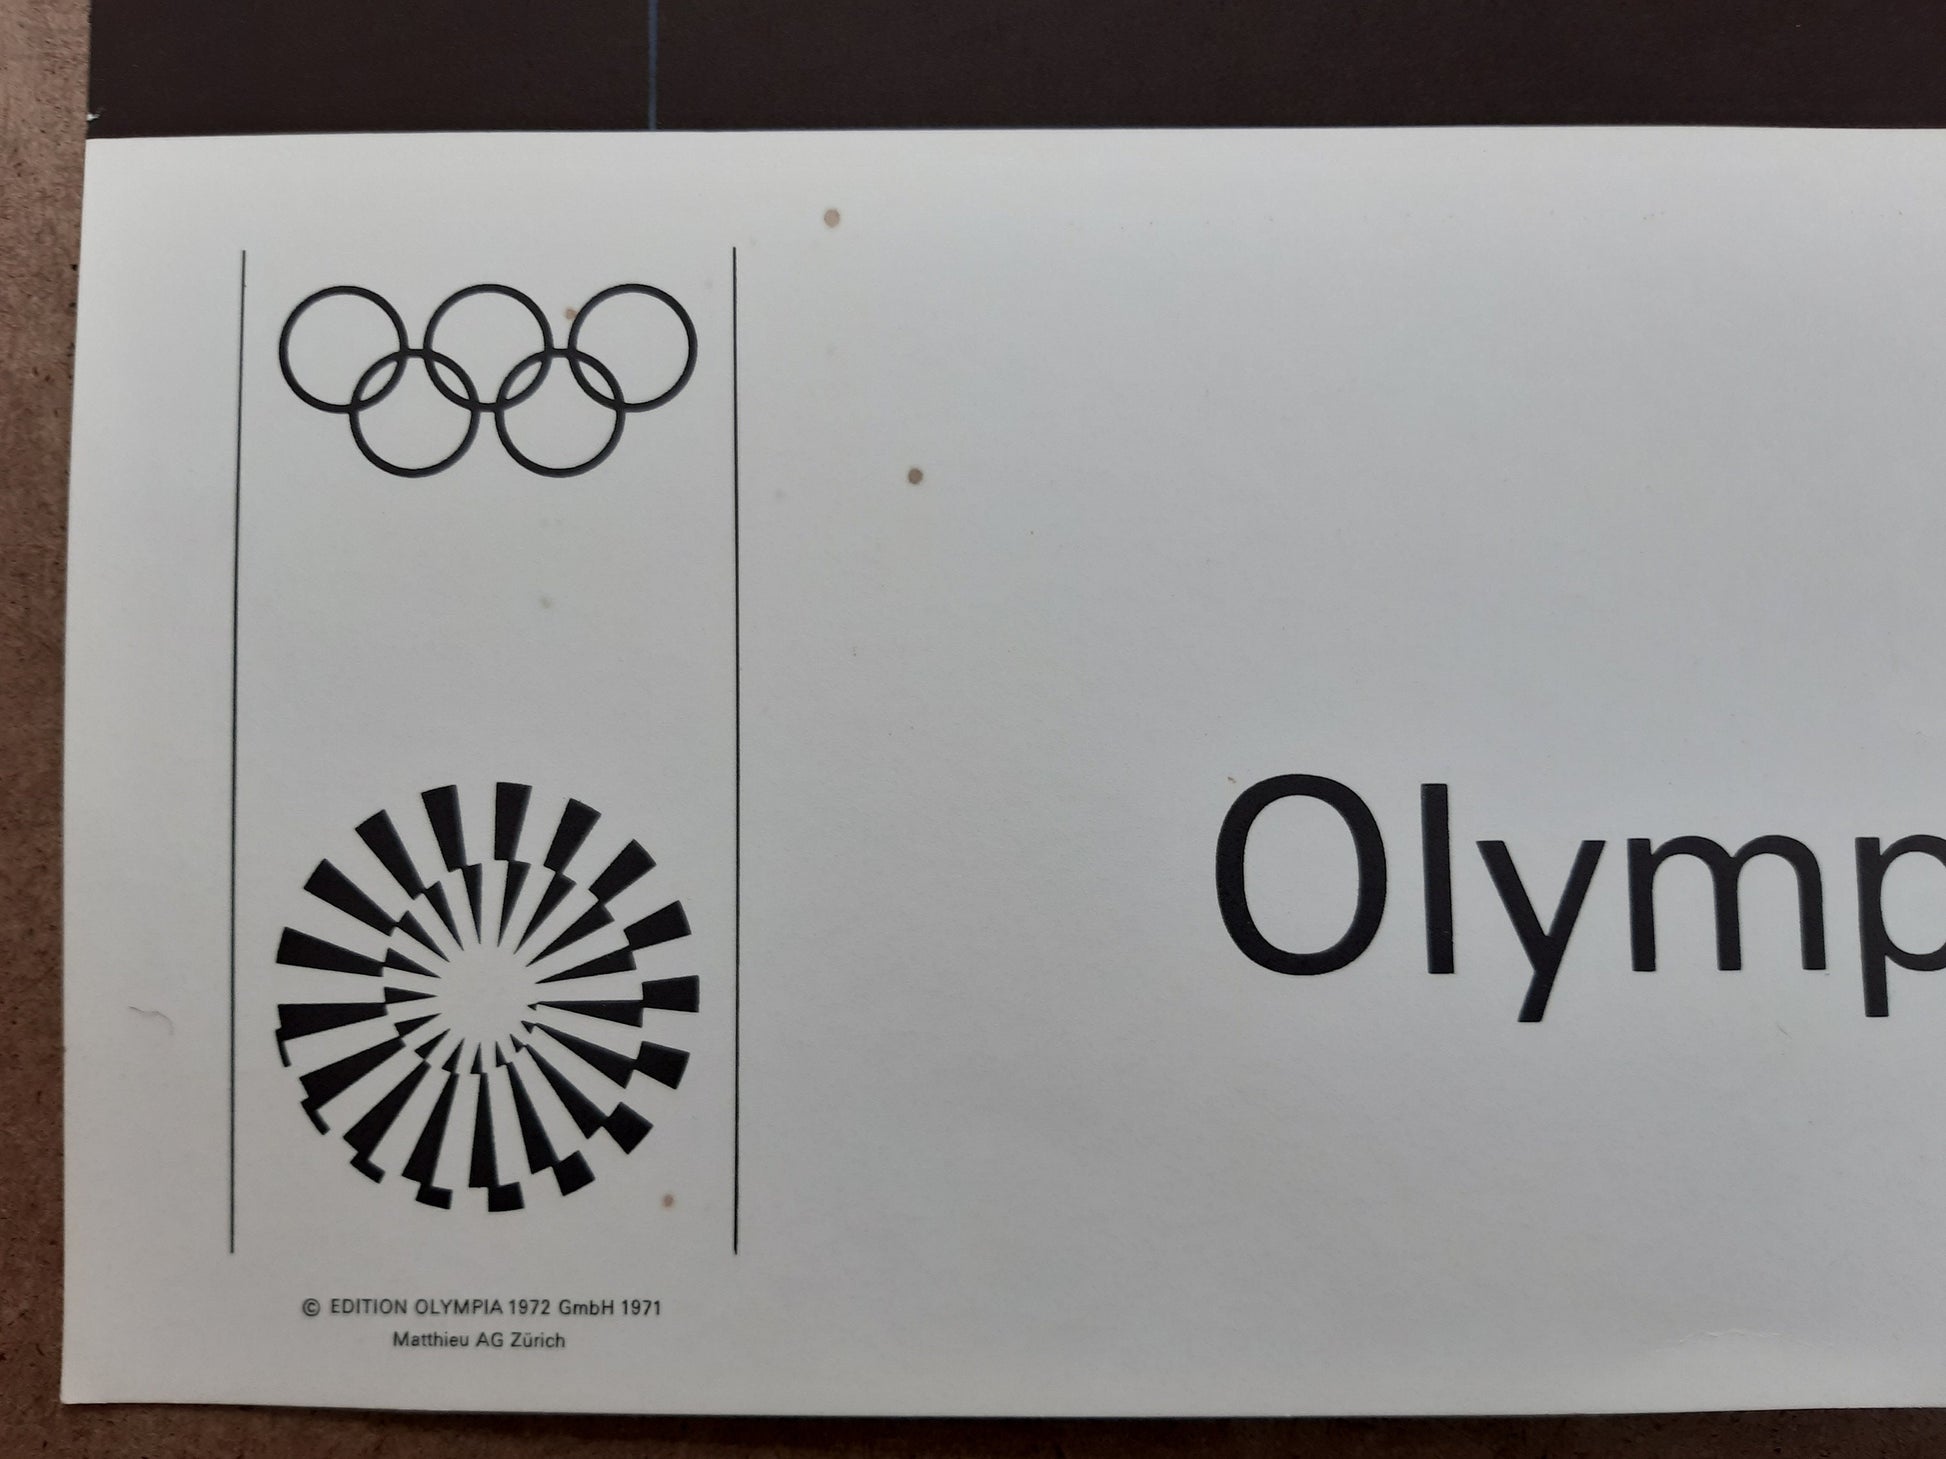 Olymp
© EDITION OLYMPIA 1972 GmbH 1971
Matthieu AG Zürich